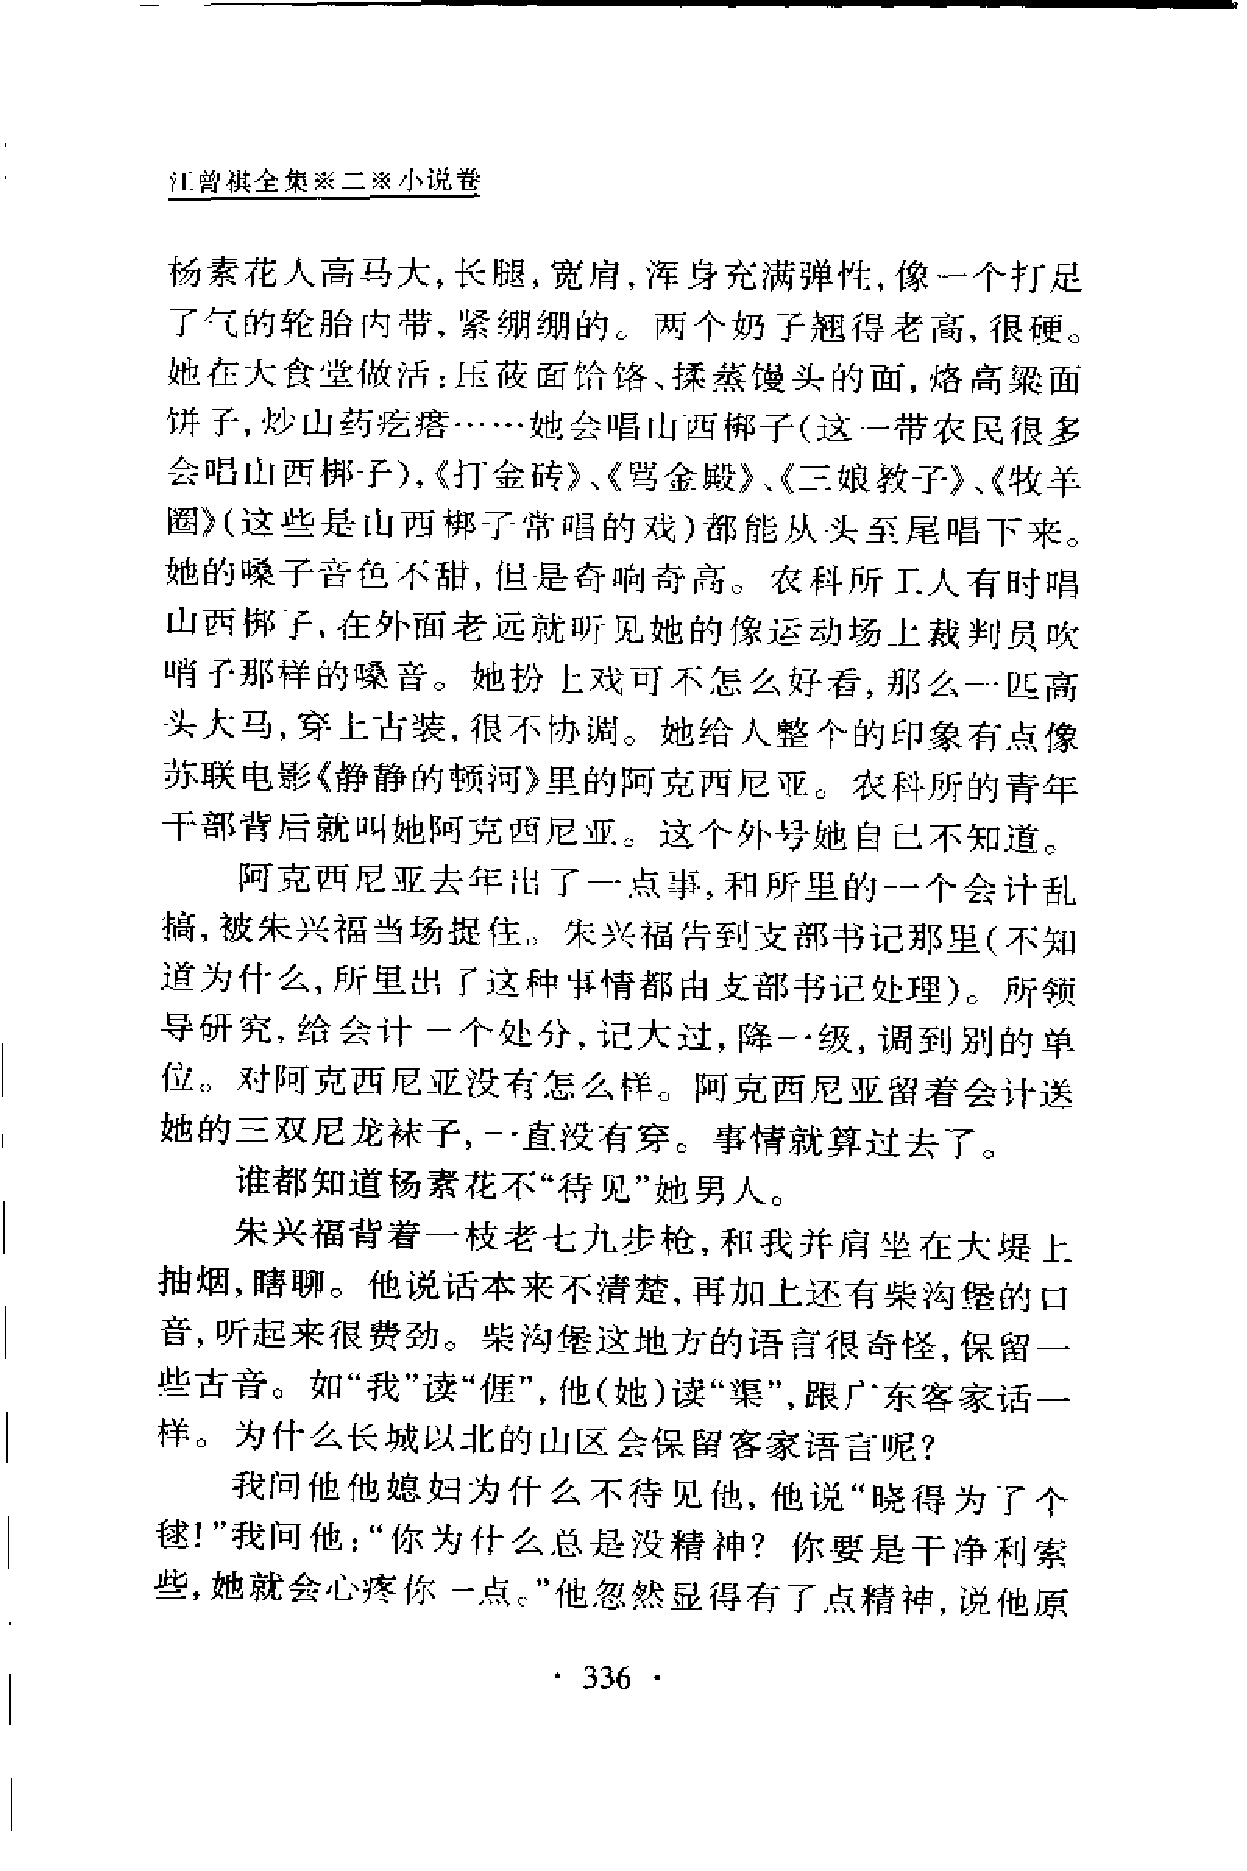 汪曾祺全集※二※小说卷
杨素花人高马大,长腿,宽肩,浑身充满弹性,像一个打足
了气的轮胎内带,紧绷绷的。两个奶子翘得老高,很硬。
她在大食堂做活:压莜面饸饹、揉蒸馒头的面,烙高粱面
饼子,炒山药疙瘩……她会唱山西梆子(这一带农民很多
会唱山西梆子),《打金砖》、《骂金殿》、《三娘教子》、《牧羊
圈》(这些是山西梆子常唱的戏)都能从头至尾唱下来。
她的嗓子音色不甜,但是奇响奇高。农科所工人有时唱
山西梆子,在外面老远就听见她的像运动场上裁判员吹
哨子那样的嗓音。她扮上戏可不怎么好看,那么一匹高
头大马,穿上古装,很不协调。她给人整个的印象有点像
苏联电影《静静的顿河》里的阿克西尼亚。农科所的青年
干部背后就叫她阿克西尼亚。这个外号她自己不知道。
阿克西尼亚去年出了一点事,和所里的一个会计乱
搞,被朱兴福当场捉住。朱兴福告到支部书记那里(不知
道为什么,所里出了这种事情都由支部书记处理)。所领
导研究,给会计一个处分,记大过,降一级,调到别的单
位。对阿克西尼亚没有怎么样。阿克西尼亚留着会计送
她的三双尼龙袜子,一直没有穿。事情就算过去了。
谁都知道杨素花不“待见”她男人。
朱兴福背着一枝老七九步枪,和我并肩坐在大堤上
抽烟,瞎聊。他说话本来不清楚,再加上还有柴沟堡的口
音,听起来很费劲。柴沟堡这地方的语言很奇怪,保留一
些古音。如“我”读“偓”,他(她)读“渠”,跟广东客家话一
样。为什么长城以北的山区会保留客家语言呢?
我问他他媳妇为什么不待见他,他说“晓得为了个
毬!”我问他:“你为什么总是没精神?你要是干净利索
些,她就会心疼你一点。”他忽然显得有了点精神,说他原
· 336 ·